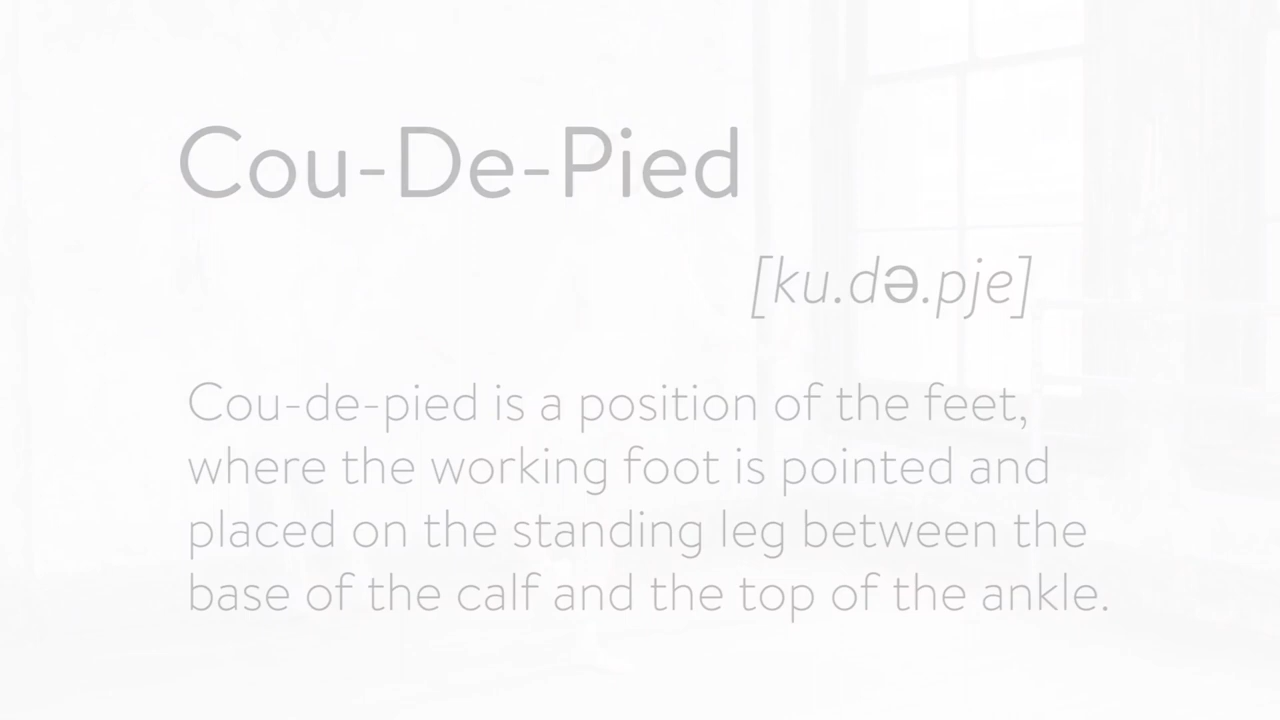 Cou-De-Pied
[ku.də.pje]
Cou-de-pied is a position of the feet,
where the working foot is pointed and
placed on the standing leg between the
base of the calf and the top of the ankle.